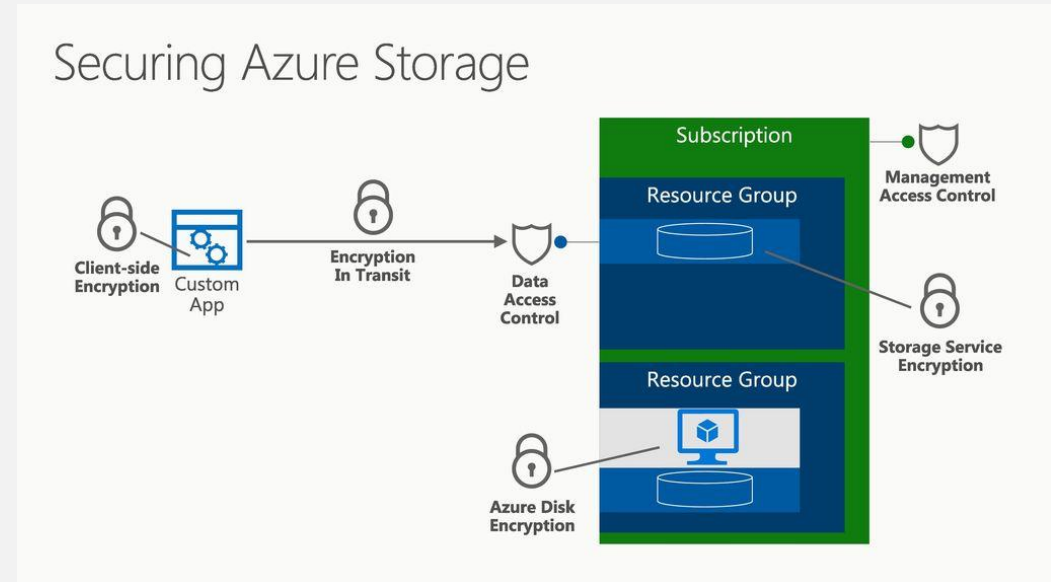 Securing Azure Storage
Subscription
Management
Access Control
Resource Group
Client-side
Encryption
Custom
App
Encryption
In Transit
Data
Access
Control
Storage Service
Encryption
Resource Group
Azure Disk
Encryption